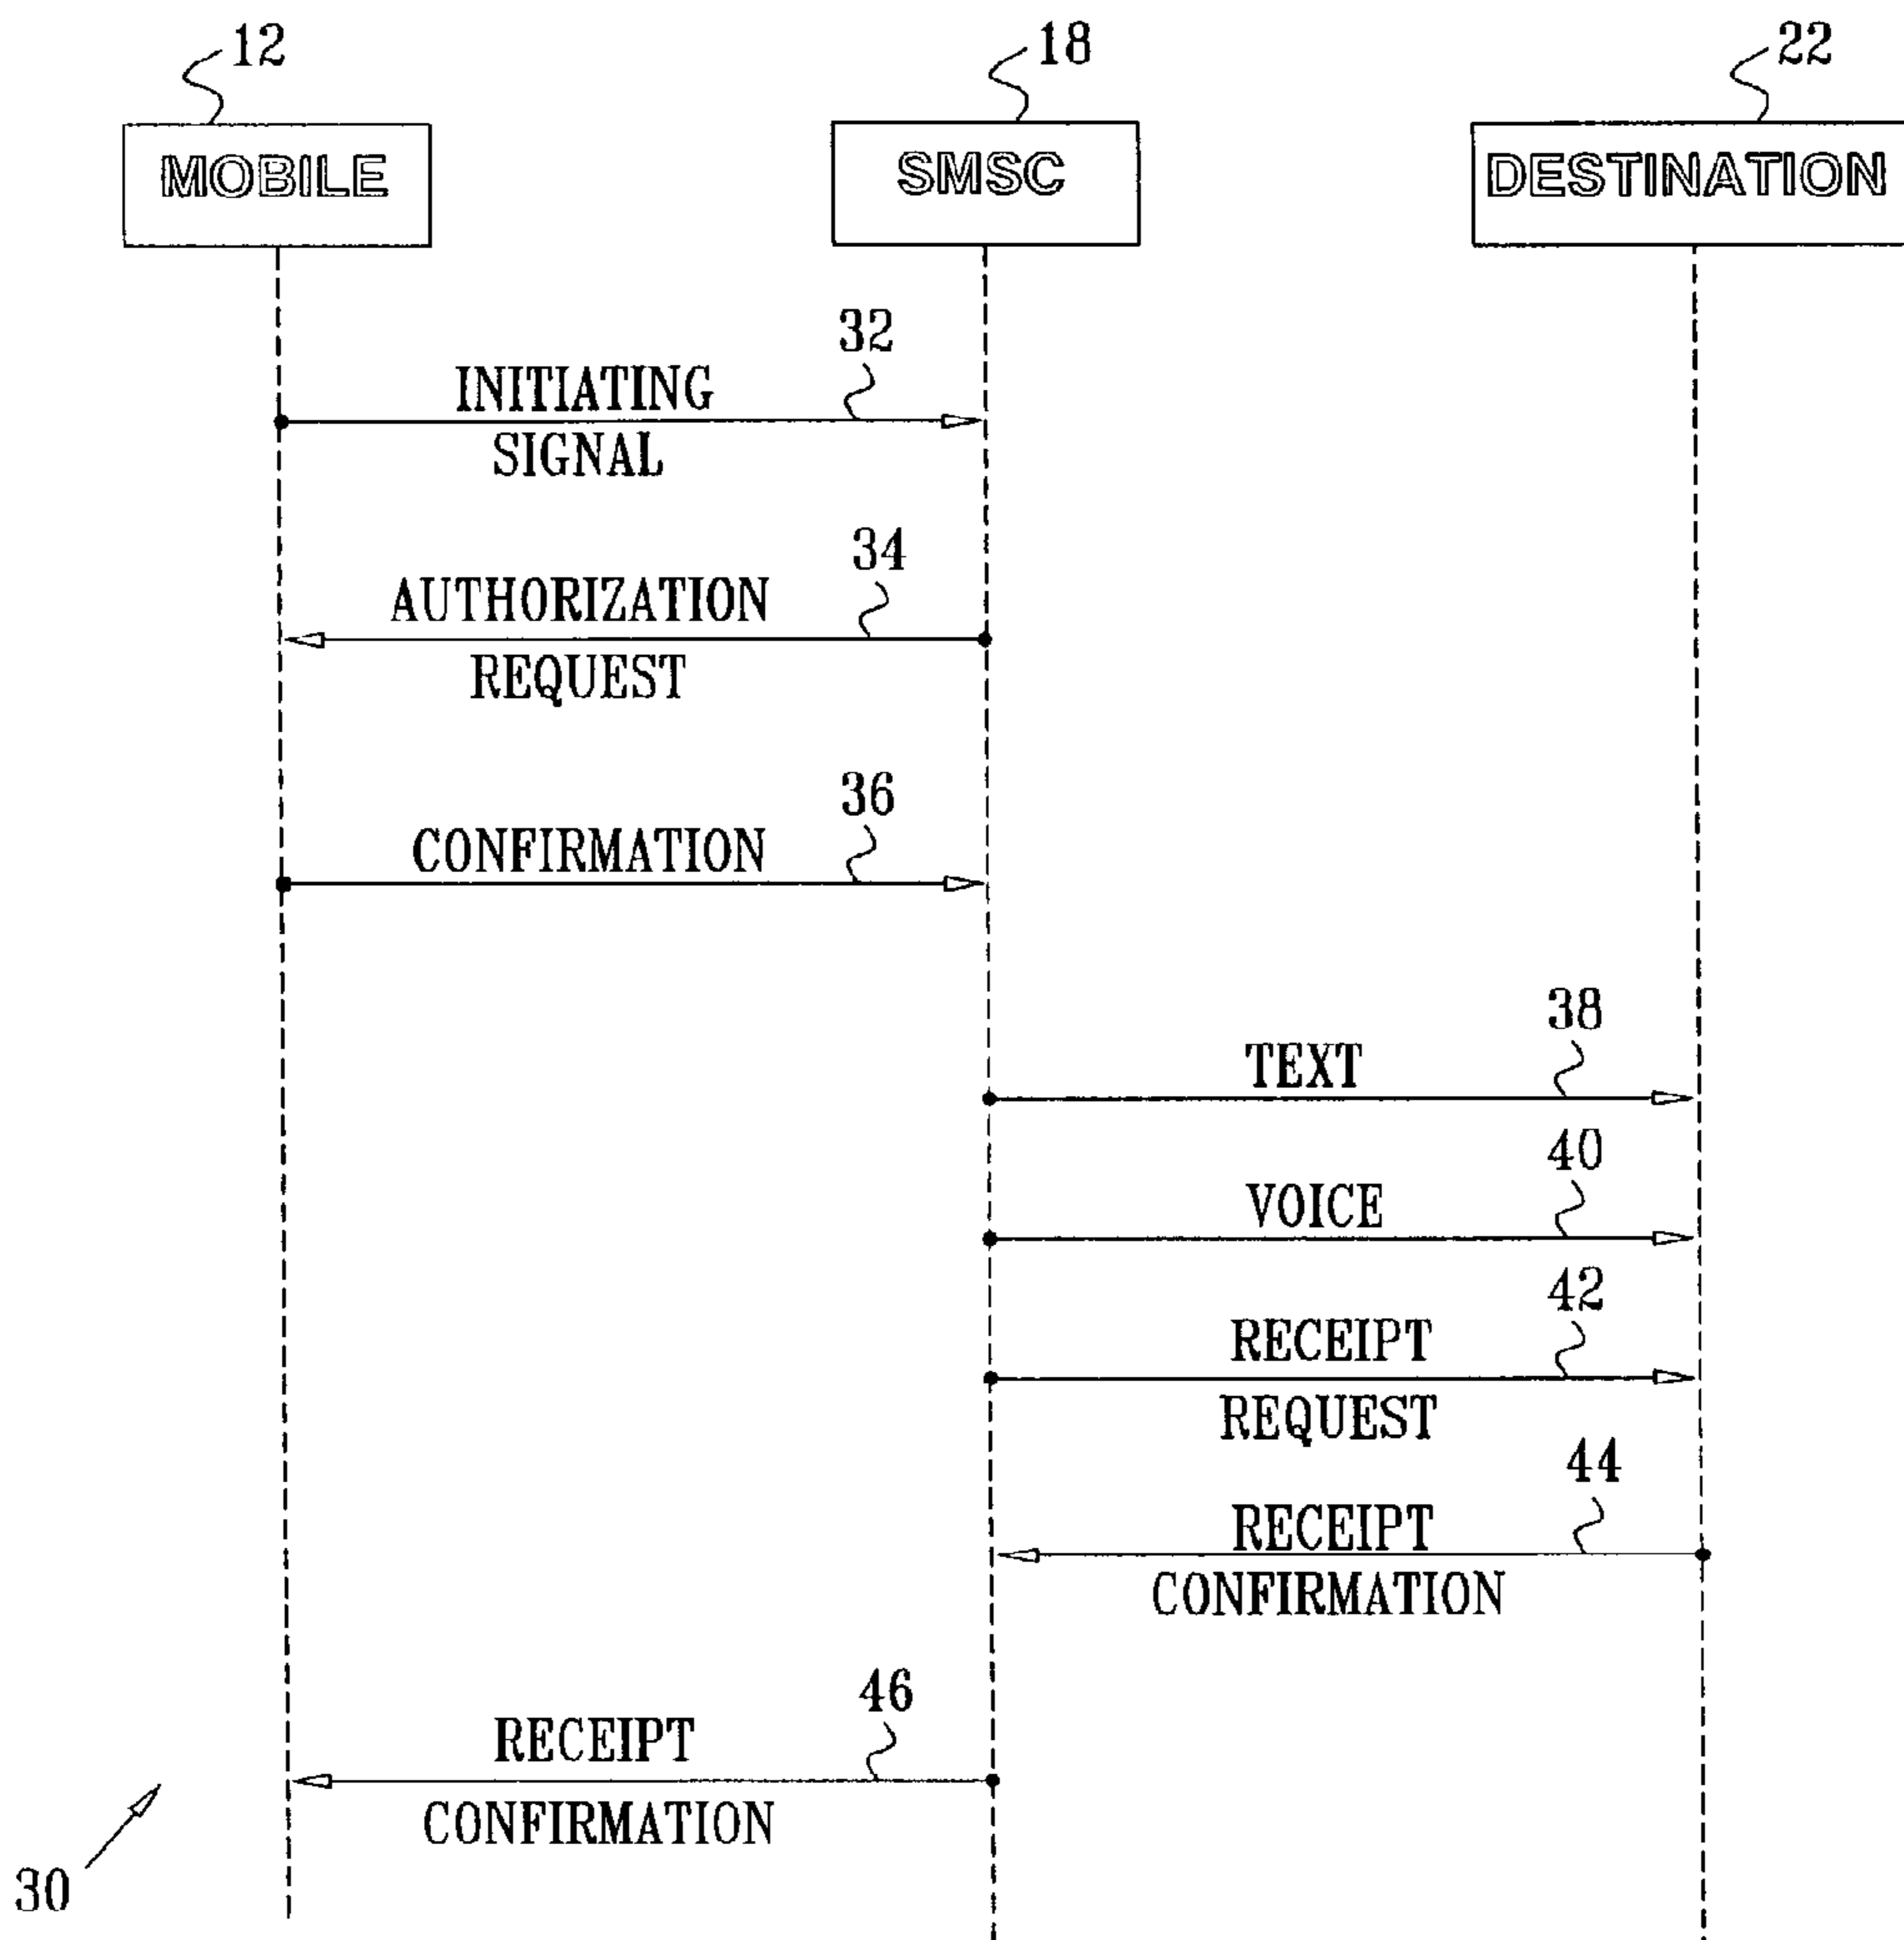 12
18
22
MOBILE
SMSC
DESTINATION
32
INITIATING
SIGNAL
34
AUTHORIZATION
REQUEST
36
CONFIRMATION
38
TEXT
40
VOICE
42
RECEIPT
REQUEST
44
RECEIPT
CONFIRMATION
46
RECEIPT
CONFIRMATION
30